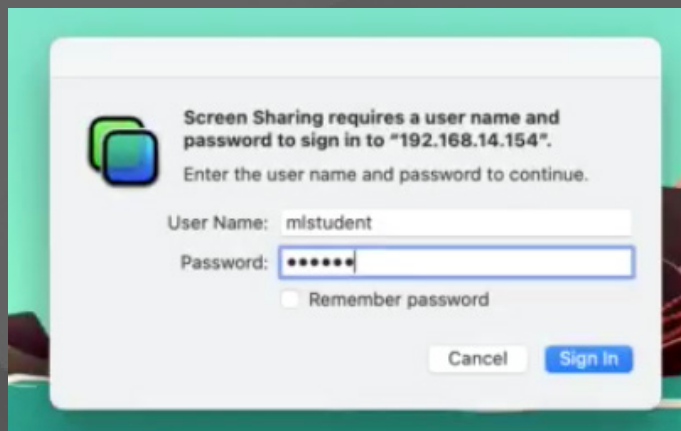 Screen Sharing requires a user name and
password to sign in to "192.168.14.154".
Enter the user name and password to continue.
User Name: mlstudent
Password: ••••••
Remember password
Cancel Sign In